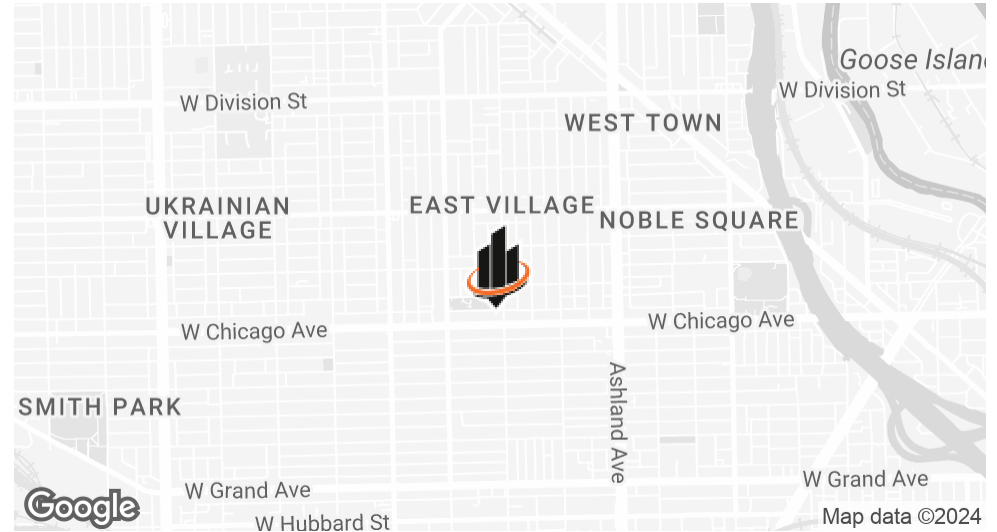 Goose Islan
W Division St
W Division St
WEST TOWN
UKRAINIAN
VILLAGE
EAST VILLAGE
NOBLE SQUARE
W Chicago Ave
W Chicago Ave
Ashland Ave
SMITH PARK
W Grand Ave
W Grand Ave
Google
W Hubbard St
Map data ©2024